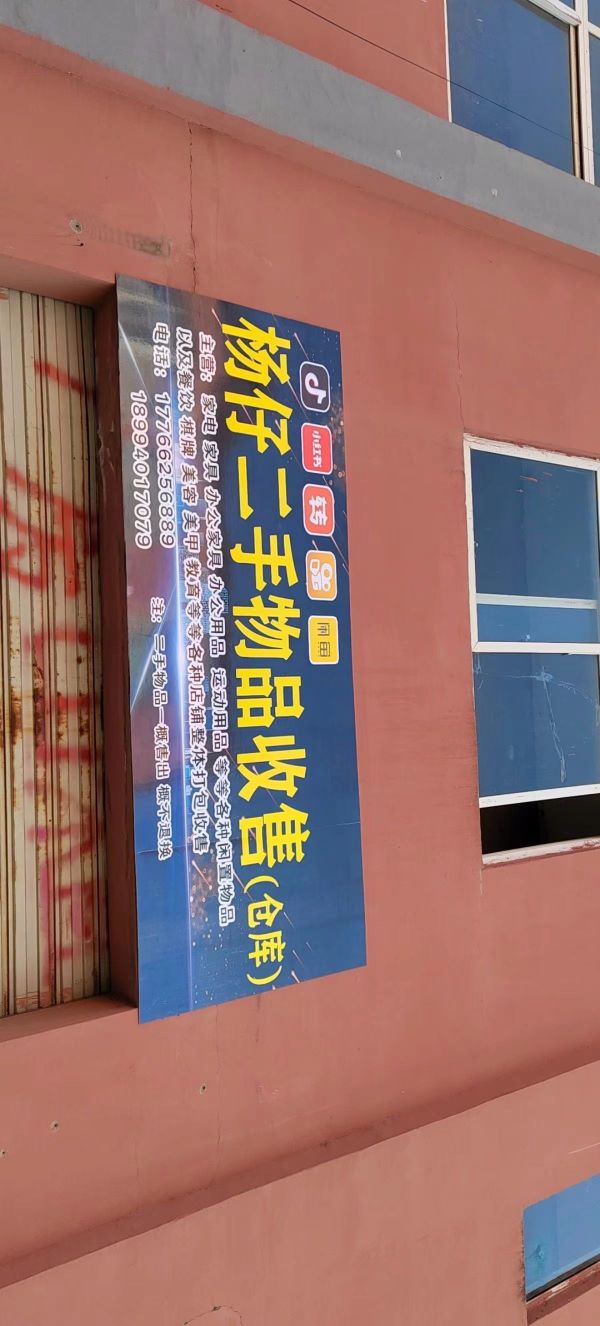 小红书 转 闲鱼
杨仔二手物品收售(仓库)
主营: 家电 家具 办公家具 办公用品 运动用品 等等各种闲置物品
以及餐饮 棋牌 美容 美甲 教育等等各种店铺整体打包收售
电话: 17766256889
18994017079
注: 二手物品一概售出 概不退换